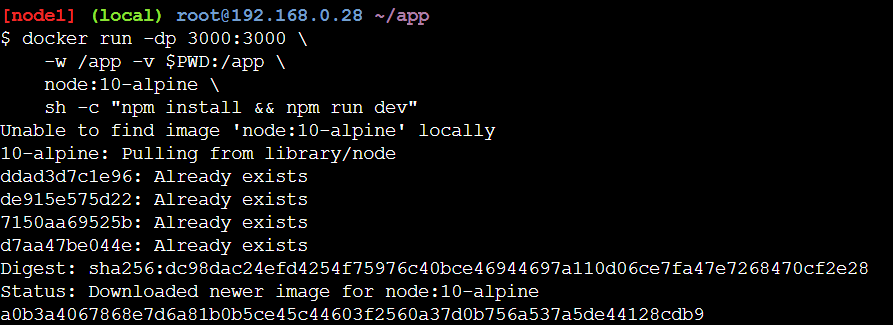 [node1] (local) root@192.168.0.28 ~/app
$ docker run -dp 3000:3000 \
    -w /app -v $PWD:/app \
    node:10-alpine \
    sh -c "npm install && npm run dev"
Unable to find image 'node:10-alpine' locally
10-alpine: Pulling from library/node
ddad3d7c1e96: Already exists
de915e575d22: Already exists
7150aa69525b: Already exists
d7aa47be044e: Already exists
Digest: sha256:dc98dac24efd4254f75976c40bce46944697a110d06ce7fa47e7268470cf2e28
Status: Downloaded newer image for node:10-alpine
a0b3a4067868e7d6a81b0b5ce45c44603f2560a37d0b756a537a5de44128cdb9